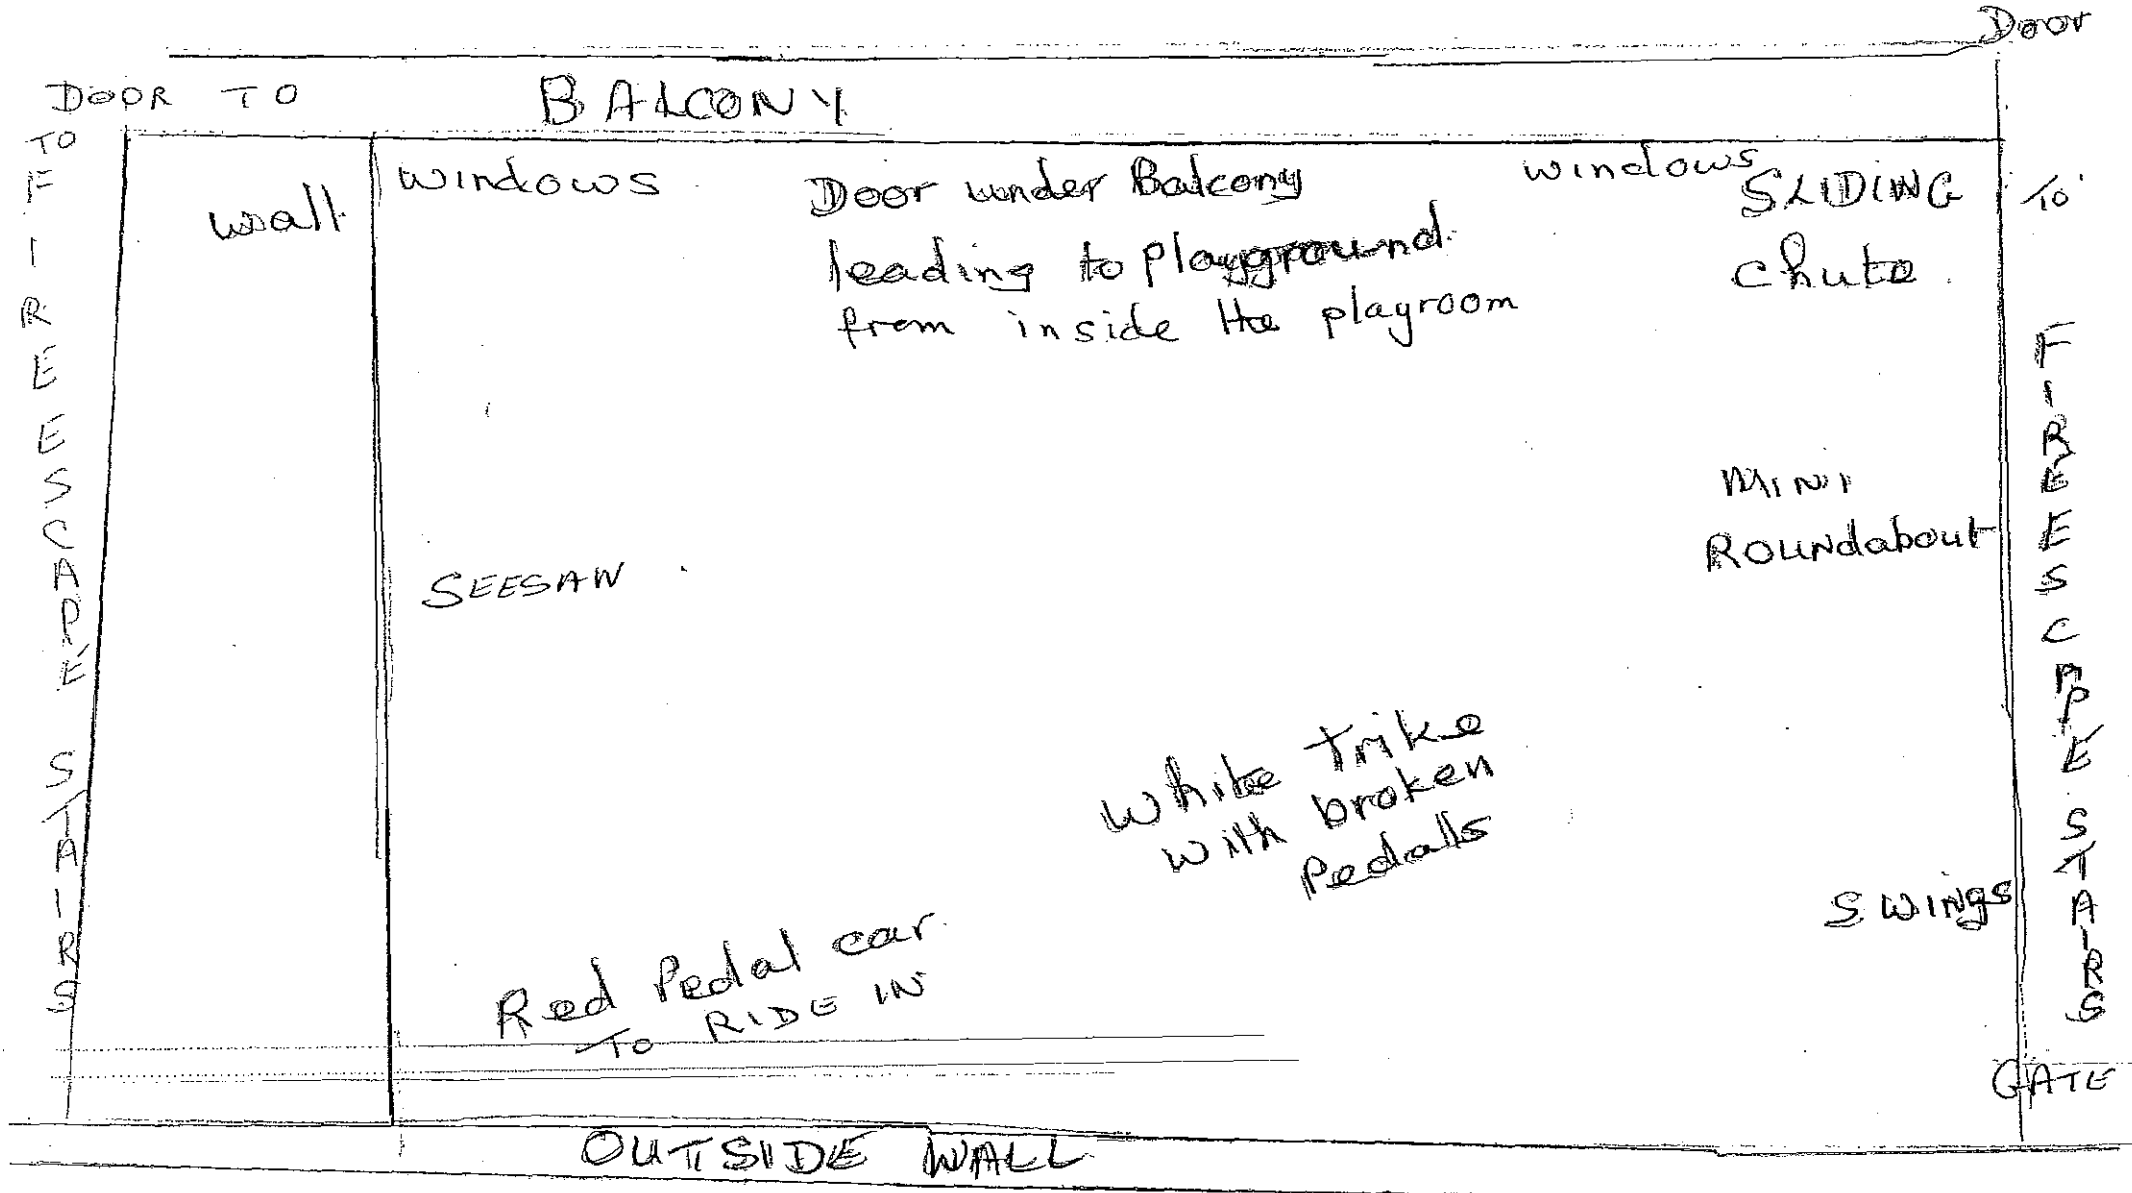 Door
DOOR TO
BALCONY
TO FIRE ESCAPE STAIRS
wall
windows
Door under Balcony
leading to playground
from inside the playroom
windows
SLIDING
chute
TO FIRE ESCAPE STAIRS
MINI
ROUNDabout
SEESAW
White Trike
with broken
Pedalls
SWINgs
Red Pedal car
TO RIDE IN
GATE
OUTSIDE WALL